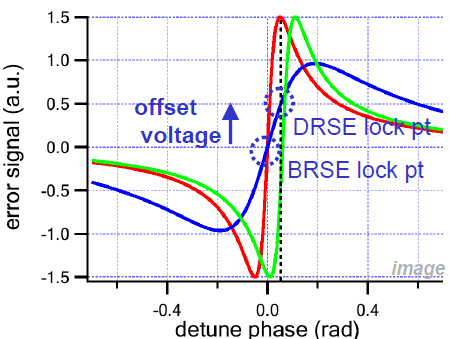 1.5
1.0
0.5
0.0
-0.5
-1.0
-1.5
error signal (a.u.)
offset
voltage
DRSE lock pt
BRSE lock pt
image
-0.4
0.0
0.4
detune phase (rad)